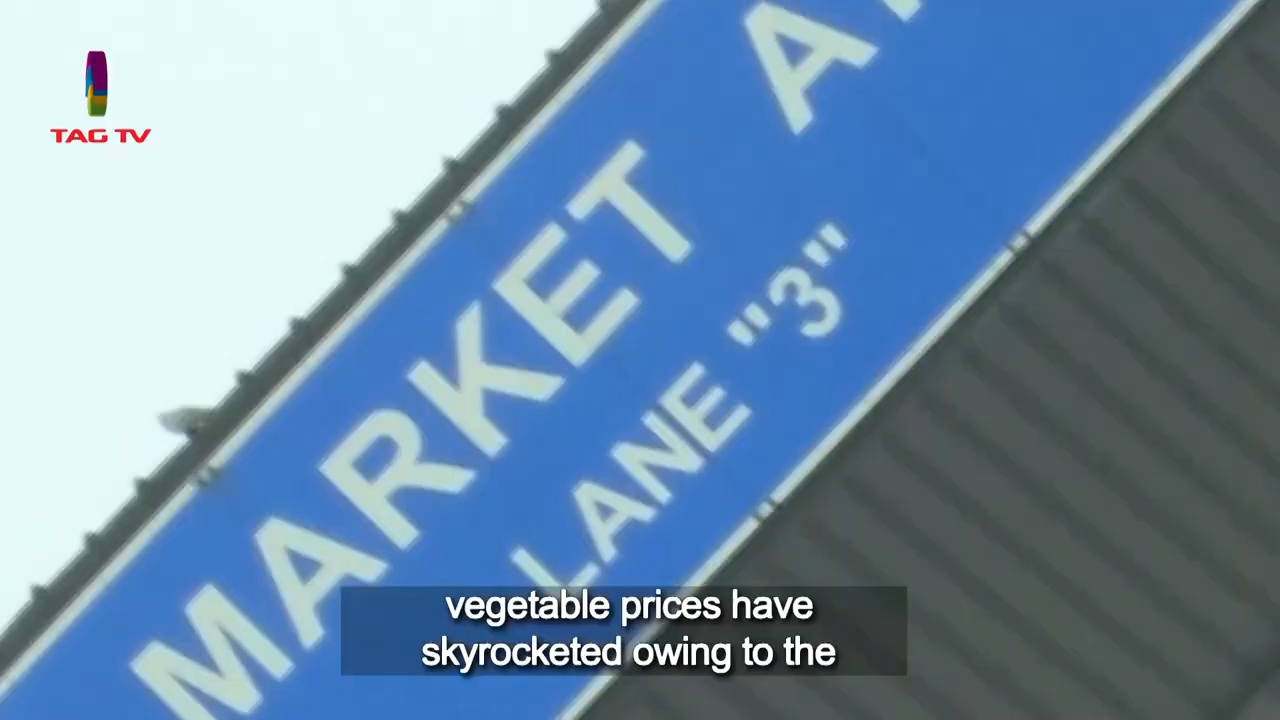 TAG TV
MARKET
LANE "3"
vegetable prices have
skyrocketed owing to the